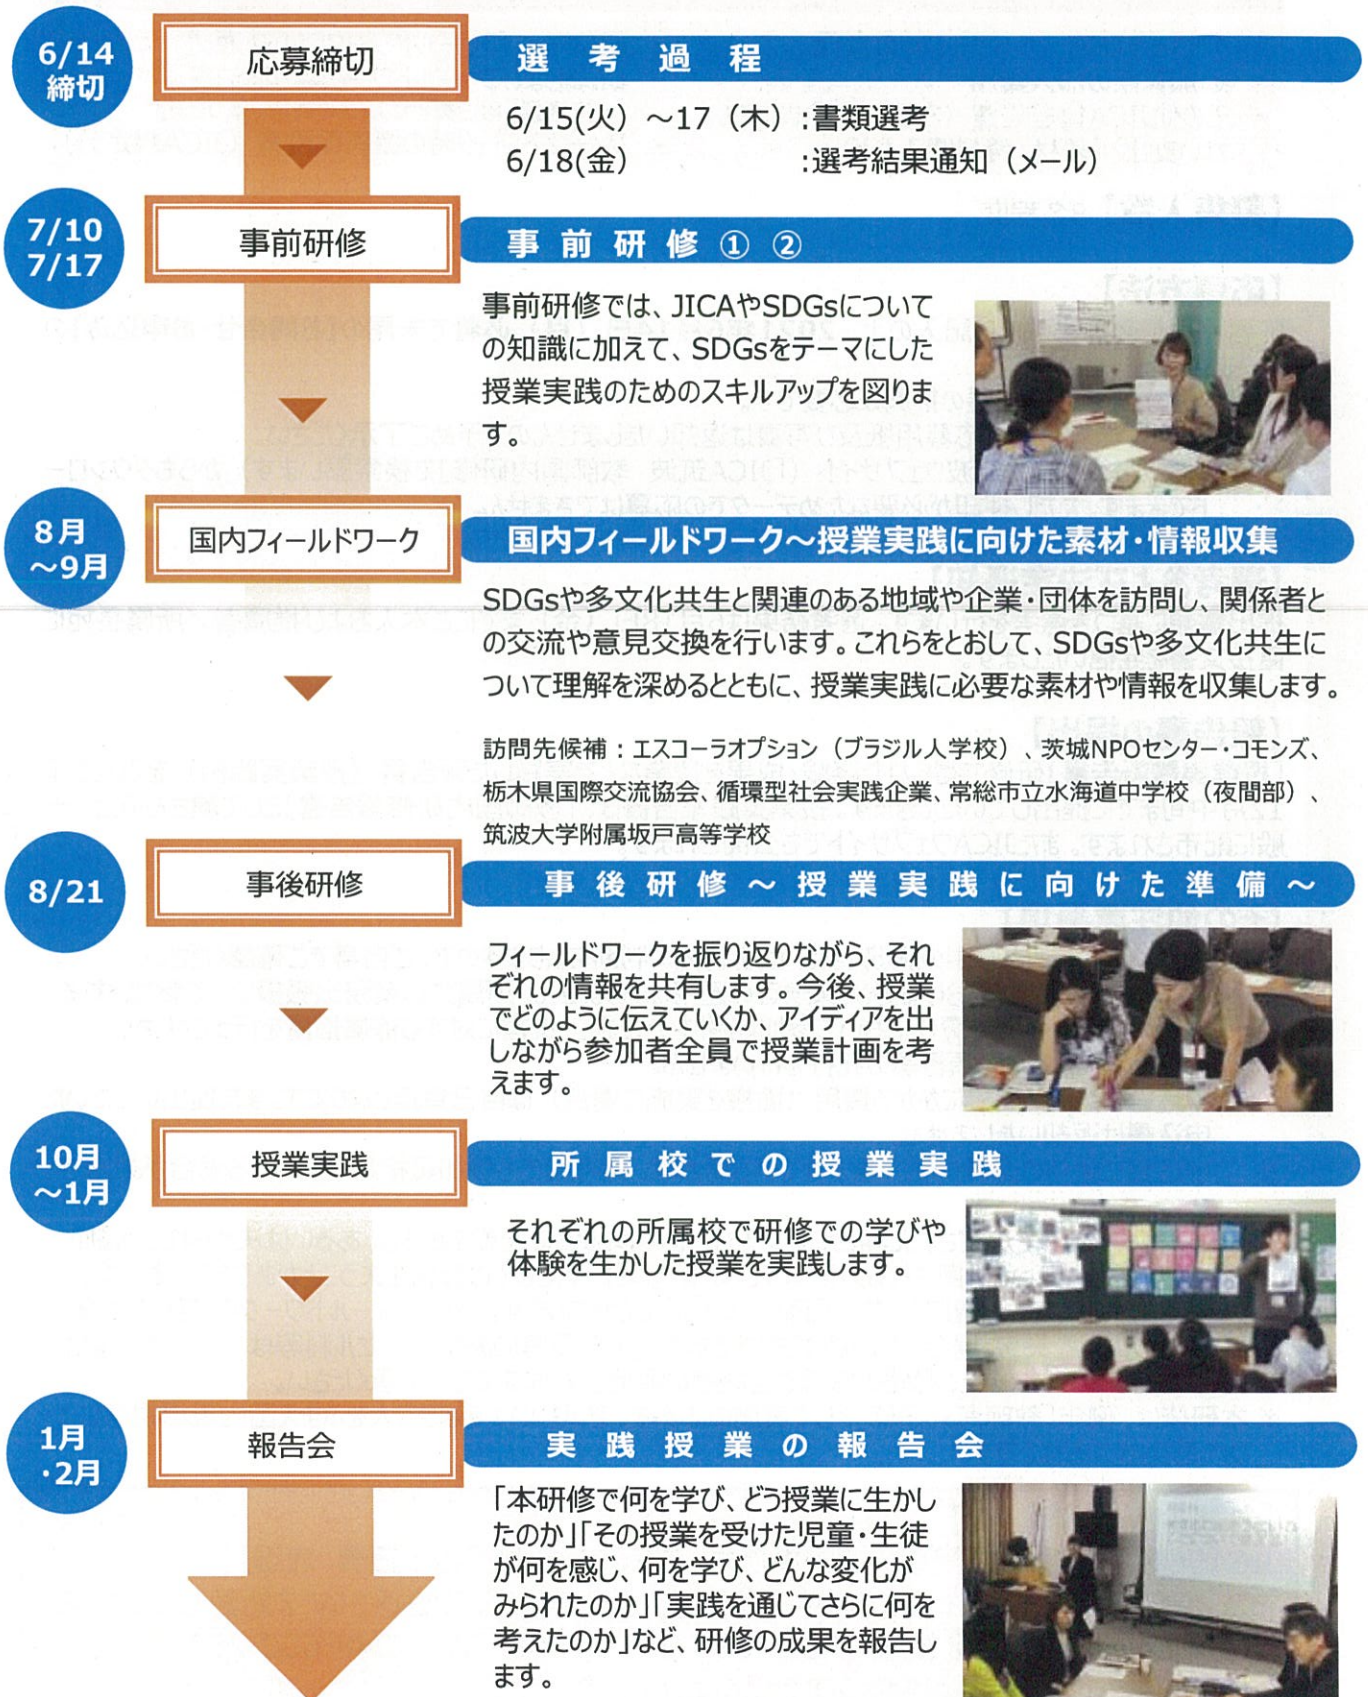 6/14
締切
応募締切
選考過程
6/15(火)～17（木）:書類選考
6/18(金)　　　　　:選考結果通知（メール）
7/10
7/17
事前研修
事前研修①②
事前研修では、JICAやSDGsについて
の知識に加えて、SDGsをテーマにした
授業実践のためのスキルアップを図りま
す。
8月
～9月
国内フィールドワーク
国内フィールドワーク～授業実践に向けた素材・情報収集
SDGsや多文化共生と関連のある地域や企業・団体を訪問し、関係者と
の交流や意見交換を行います。これらをとおして、SDGsや多文化共生に
ついて理解を深めるとともに、授業実践に必要な素材や情報を収集します。
訪問先候補：エスコーラオプション（ブラジル人学校）、茨城NPOセンター・コモンズ、
栃木県国際交流協会、循環型社会実践企業、常総市立水海道中学校（夜間部）、
筑波大学附属坂戸高等学校
8/21
事後研修
事後研修～授業実践に向けた準備～
フィールドワークを振り返りながら、それ
ぞれの情報を共有します。今後、授業
でどのように伝えていくか、アイディアを出
しながら参加者全員で授業計画を考
えます。
10月
～1月
授業実践
所属校での授業実践
それぞれの所属校で研修での学びや
体験を生かした授業を実践します。
1月
・2月
報告会
実践授業の報告会
「本研修で何を学び、どう授業に生かし
たのか」「その授業を受けた児童・生徒
が何を感じ、何を学び、どんな変化が
みられたのか」「実践を通じてさらに何を
考えたのか」など、研修の成果を報告し
ます。